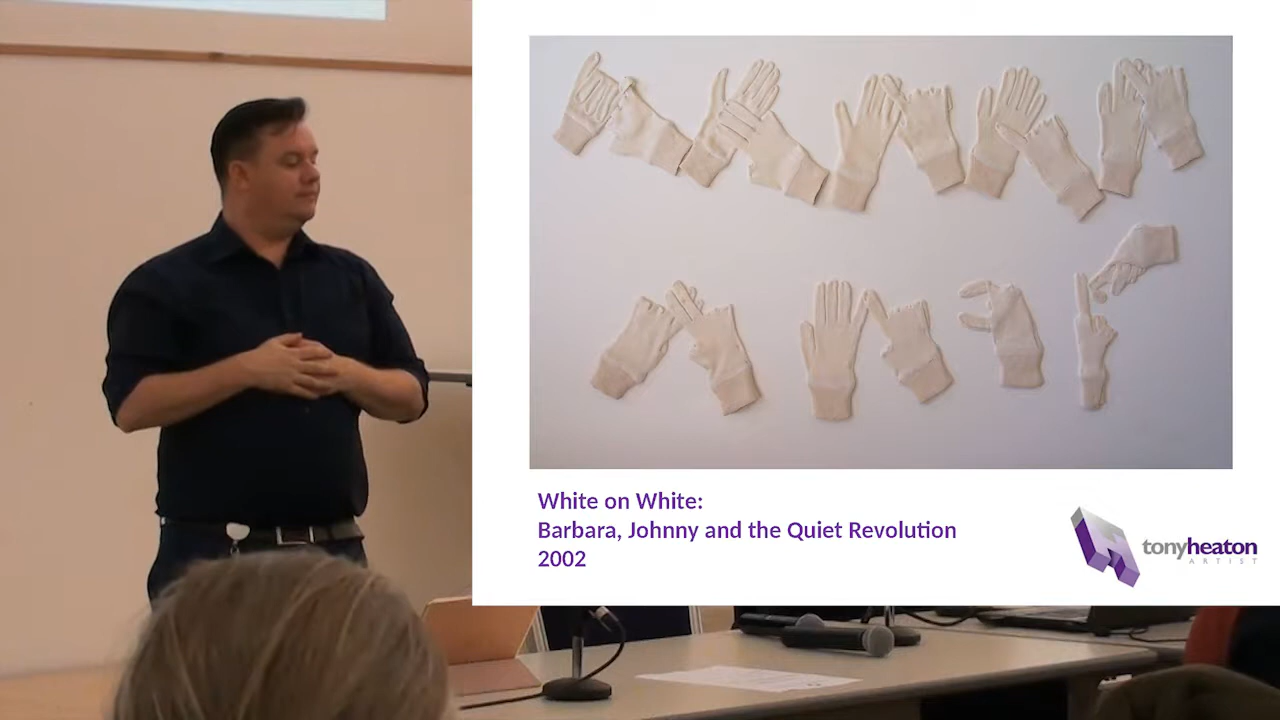 White on White:
Barbara, Johnny and the Quiet Revolution
2002
tonyheaton
ARTIST